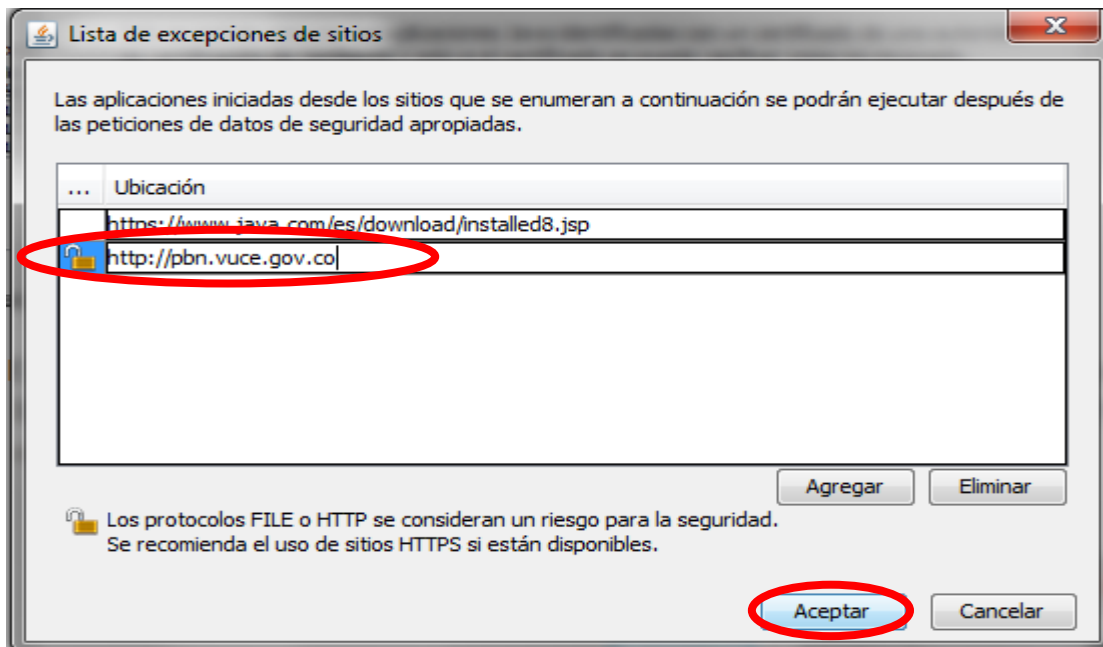 Lista de excepciones de sitios
Las aplicaciones iniciadas desde los sitios que se enumeran a continuación se podrán ejecutar después de
las peticiones de datos de seguridad apropiadas.
... Ubicación
https://www.java.com/es/download/installed8.jsp
http://pbn.vuce.gov.co
Agregar Eliminar
Los protocolos FILE o HTTP se consideran un riesgo para la seguridad.
Se recomienda el uso de sitios HTTPS si están disponibles.
Aceptar Cancelar